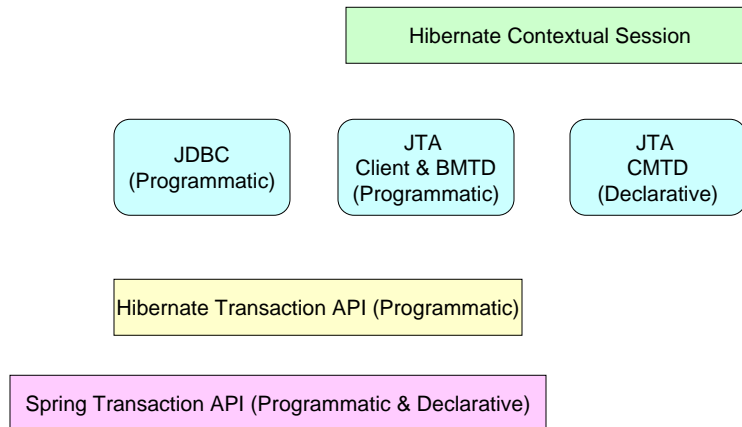 Hibernate Contextual Session
JDBC
(Programmatic)
JTA
Client & BMTD
(Programmatic)
JTA
CMTD
(Declarative)
Hibernate Transaction API (Programmatic)
Spring Transaction API (Programmatic & Declarative)